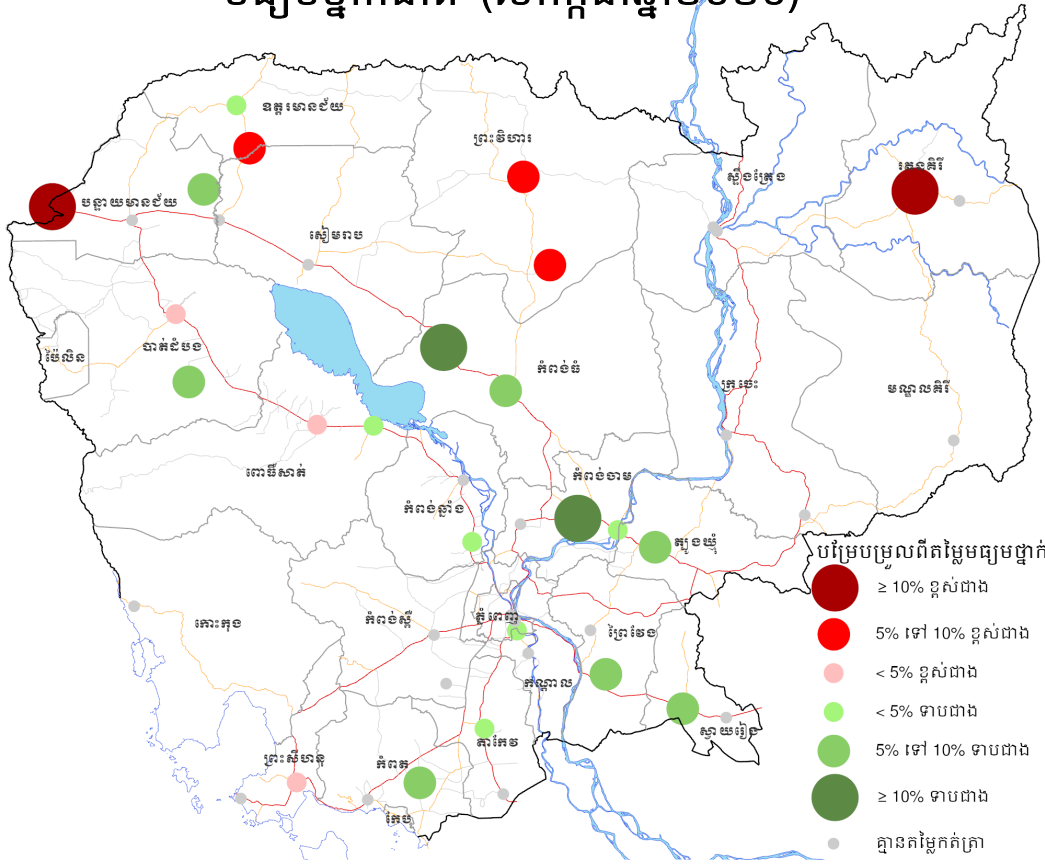 ឧត្តរមានជ័យ
ព្រះវិហារ
ស្ទឹងត្រែង
រតនគិរី
បន្ទាយមានជ័យ
សៀមរាប
ប៉ៃលិន
បាត់ដំបង
កំពង់ធំ
ក្រចេះ
មណ្ឌលគិរី
ពោធិ៍សាត់
កំពង់ចាម
កំពង់ឆ្នាំង
ត្បូងឃ្មុំ
កោះកុង
កំពង់ស្ពឺ
ភ្នំពេញ
ព្រៃវែង
កណ្តាល
ស្វាយរៀង
តាកែវ
ព្រះសីហនុ
កំពត
កែប
បម្រែបម្រួលពីតម្លៃមធ្យមថ្នាក់
≥ 10% ខ្ពស់ជាង
5% ទៅ 10% ខ្ពស់ជាង
< 5% ខ្ពស់ជាង
< 5% ទាបជាង
5% ទៅ 10% ទាបជាង
≥ 10% ទាបជាង
គ្មានតម្លៃកត់ត្រា